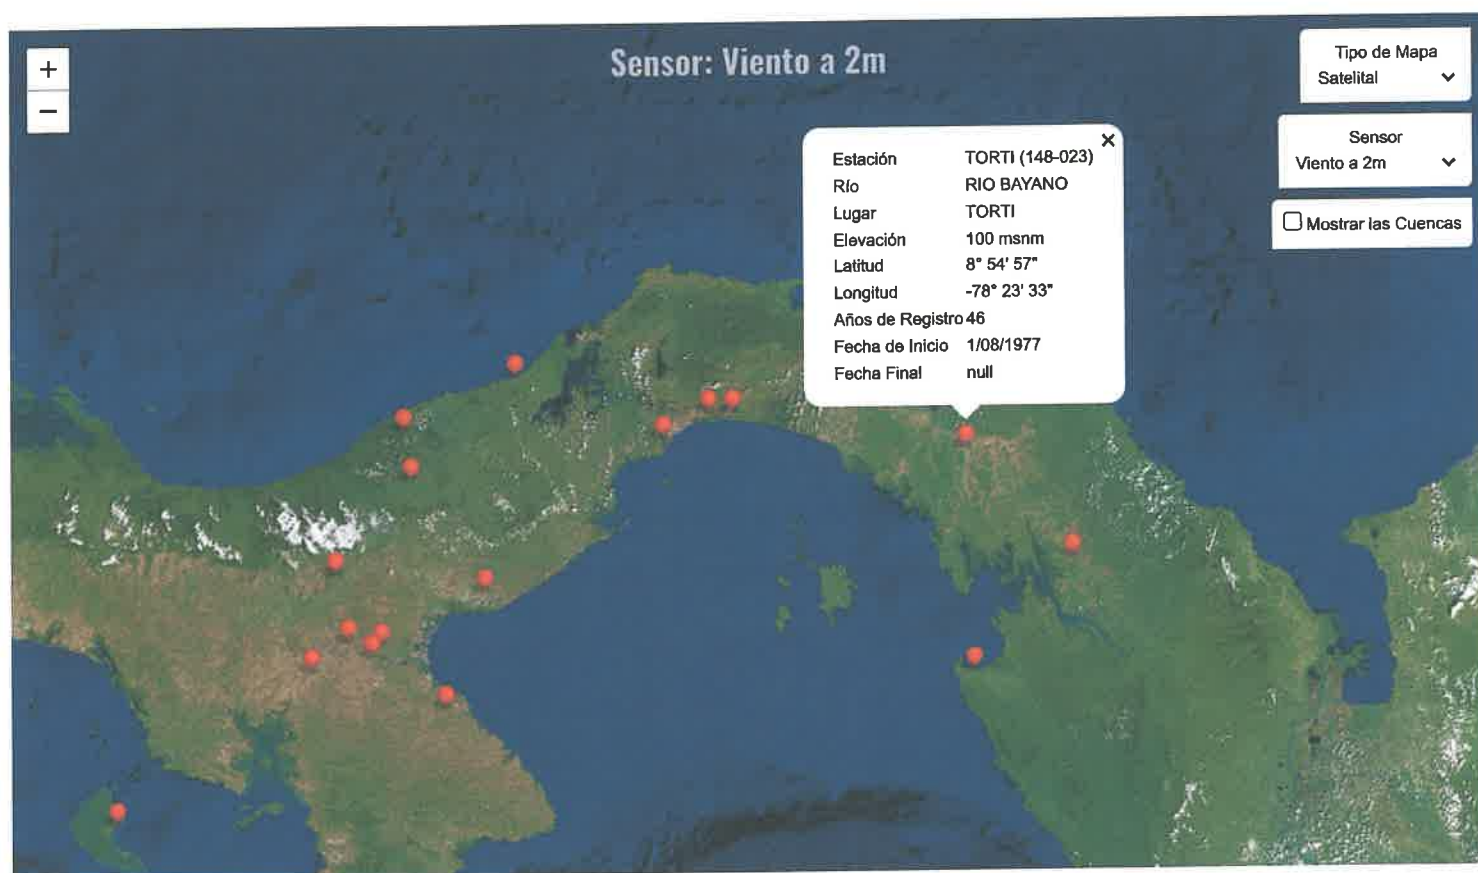 +
−
Sensor: Viento a 2m
Tipo de Mapa
Satelital
Sensor
Viento a 2m
Mostrar las Cuencas
×
Estación TORTI (148-023)
Río RIO BAYANO
Lugar TORTI
Elevación 100 msnm
Latitud 8° 54' 57"
Longitud -78° 23' 33"
Años de Registro 46
Fecha de Inicio 1/08/1977
Fecha Final null